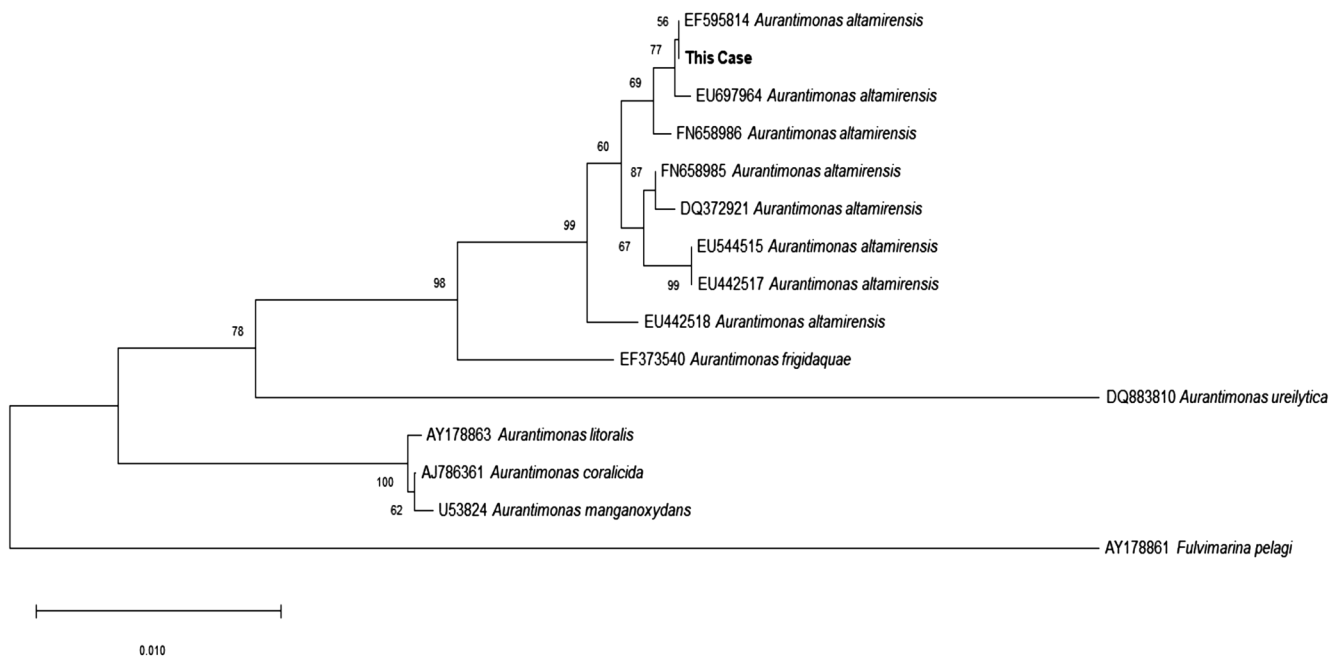 56 EF595814 Aurantimonas altamirensis
77 This Case
69 EU697964 Aurantimonas altamirensis
FN658986 Aurantimonas altamirensis
60
87 FN658985 Aurantimonas altamirensis
DQ372921 Aurantimonas altamirensis
99
67 EU544515 Aurantimonas altamirensis
99 EU442517 Aurantimonas altamirensis
98
EU442518 Aurantimonas altamirensis
78
EF373540 Aurantimonas frigidaquae
DQ883810 Aurantimonas ureilytica
AY178863 Aurantimonas litoralis
100 AJ786361 Aurantimonas coralicida
62 U53824 Aurantimonas manganoxydans
AY178861 Fulvimarina pelagi
0.010